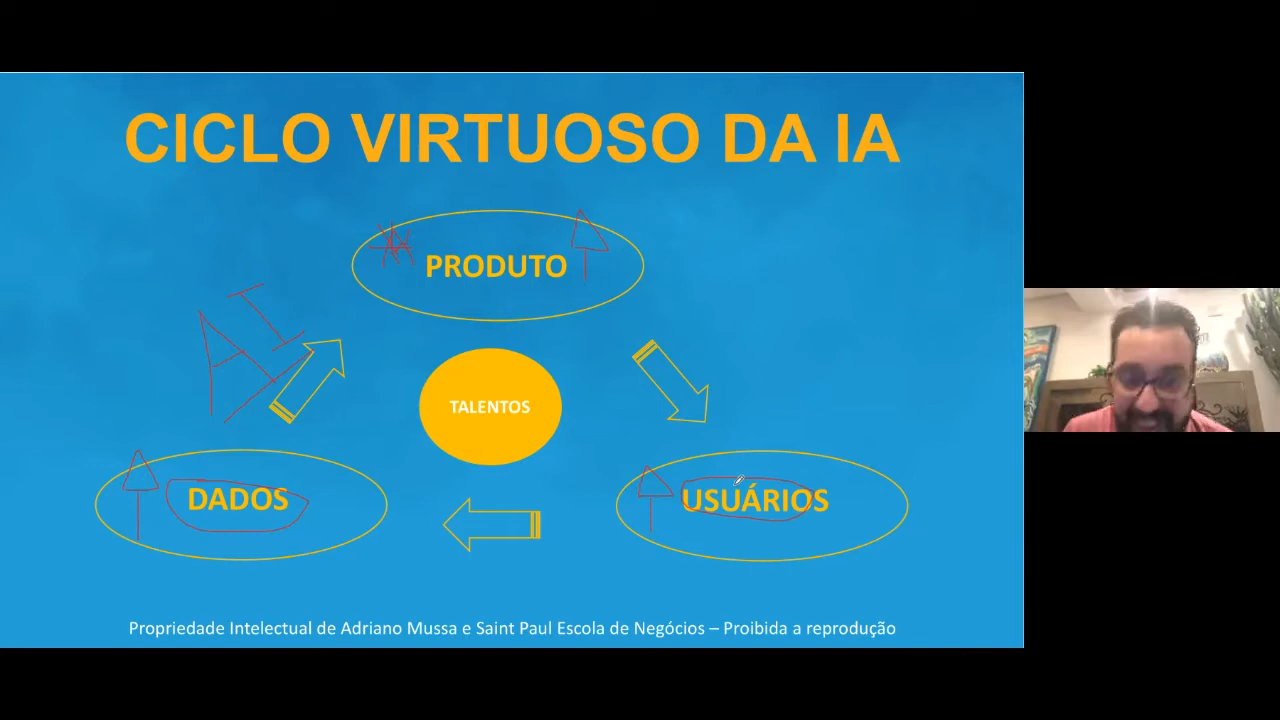 CICLO VIRTUOSO DA IA
PRODUTO
AI
TALENTOS
DADOS
USUÁRIOS
Propriedade Intelectual de Adriano Mussa e Saint Paul Escola de Negócios – Proibida a reprodução